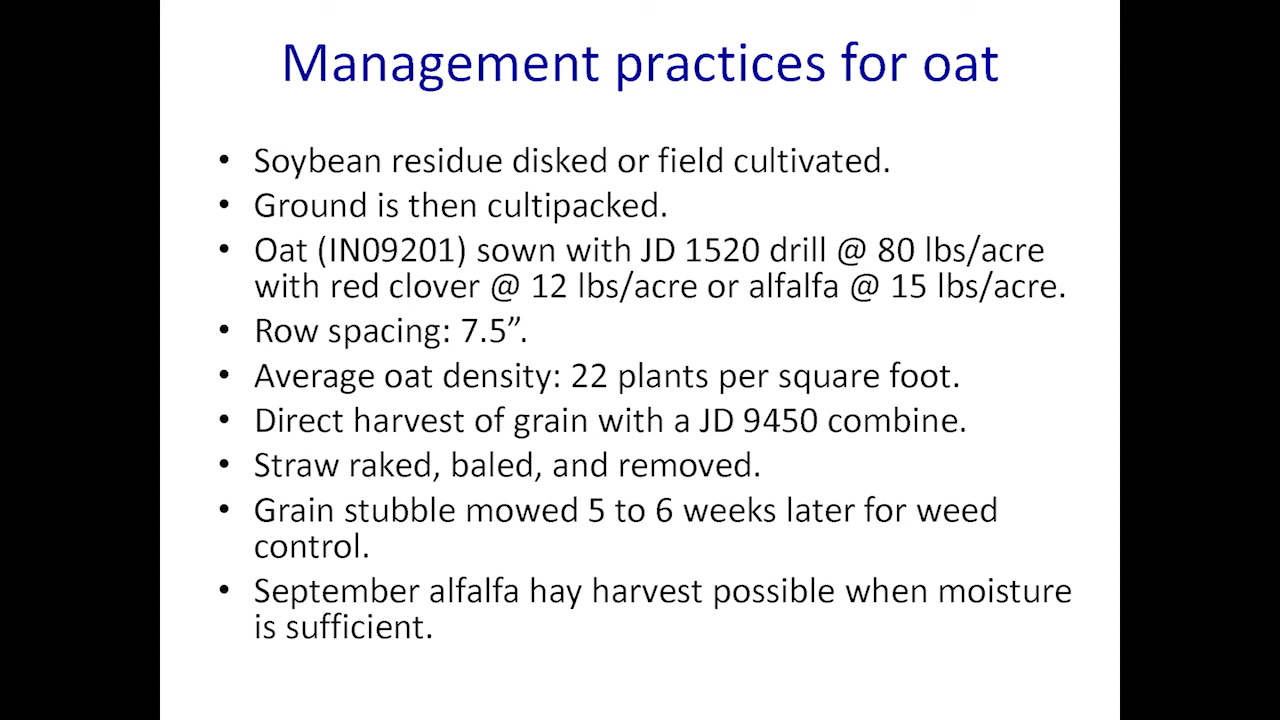 Management practices for oat
• Soybean residue disked or field cultivated.
• Ground is then cultipacked.
• Oat (IN09201) sown with JD 1520 drill @ 80 lbs/acre
with red clover @ 12 lbs/acre or alfalfa @ 15 lbs/acre.
• Row spacing: 7.5”.
• Average oat density: 22 plants per square foot.
• Direct harvest of grain with a JD 9450 combine.
• Straw raked, baled, and removed.
• Grain stubble mowed 5 to 6 weeks later for weed
control.
• September alfalfa hay harvest possible when moisture
is sufficient.